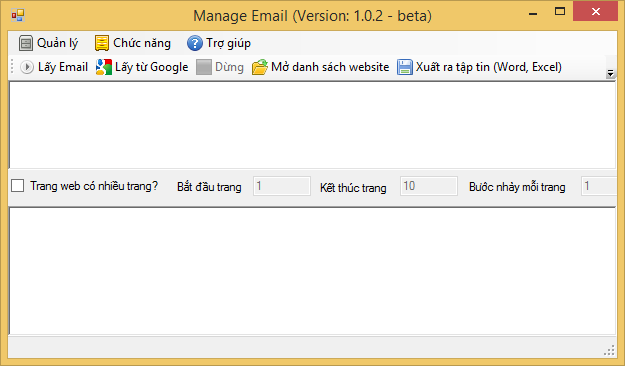 Manage Email (Version: 1.0.2 - beta)
Quản lý Chức năng Trợ giúp
Lấy Email Lấy từ Google Dừng Mở danh sách website Xuất ra tập tin (Word, Excel)
Trang web có nhiều trang? Bắt đầu trang 1 Kết thúc trang 10 Bước nhảy mỗi trang 1